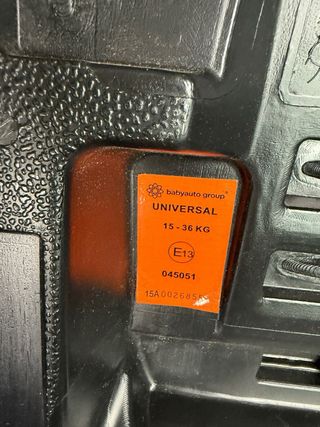 babyauto group
UNIVERSAL
15 - 36 KG
E13
045051